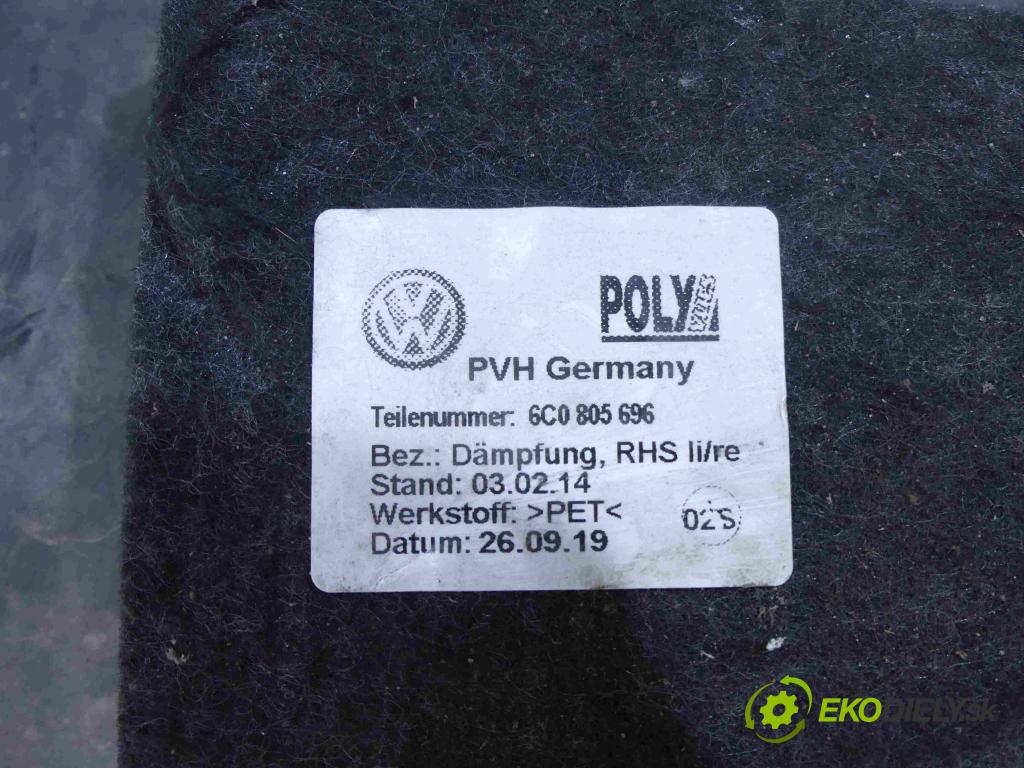 POLY
PVH Germany
Teilenummer: 6C0 805 696
Bez.: Dämpfung, RHS li/re
Stand: 03.02.14
Werkstoff: >PET<
02S
Datum: 26.09.19
EKODIELY.sk